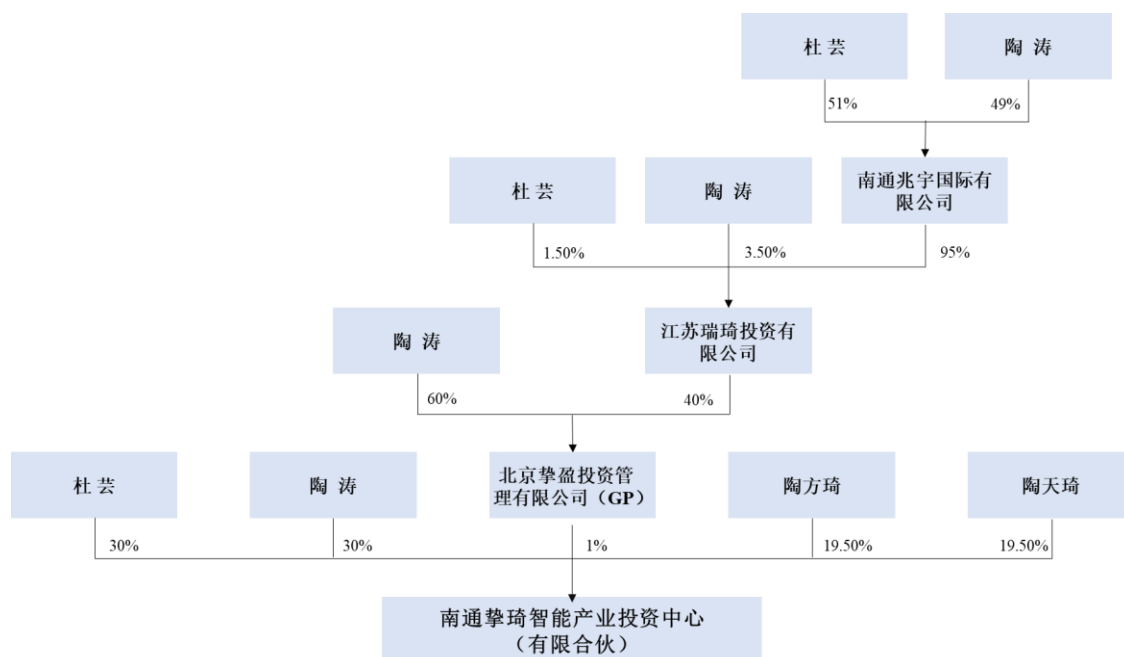 杜 芸
陶 涛
51%
49%
杜 芸
陶 涛
南通兆宇国际有
限公司
1.50%
3.50%
95%
陶 涛
江苏瑞琦投资有
限公司
60%
40%
杜 芸
陶 涛
北京挚盈投资管
理有限公司（GP）
陶方琦
陶天琦
30%
30%
1%
19.50%
19.50%
南通挚琦智能产业投资中心
（有限合伙）